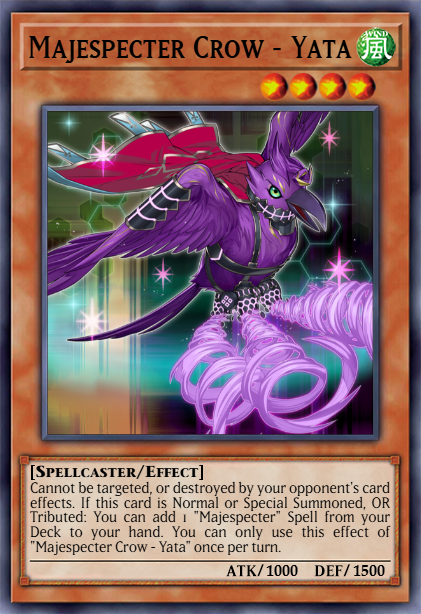 Majespecter Crow - Yata
WIND
風
[Spellcaster/Effect]
Cannot be targeted, or destroyed by your opponent's card
effects. If this card is Normal or Special Summoned, OR
Tributed: You can add 1 "Majespecter" Spell from your
Deck to your hand. You can only use this effect of
"Majespecter Crow - Yata" once per turn.
ATK/1000 DEF/1500